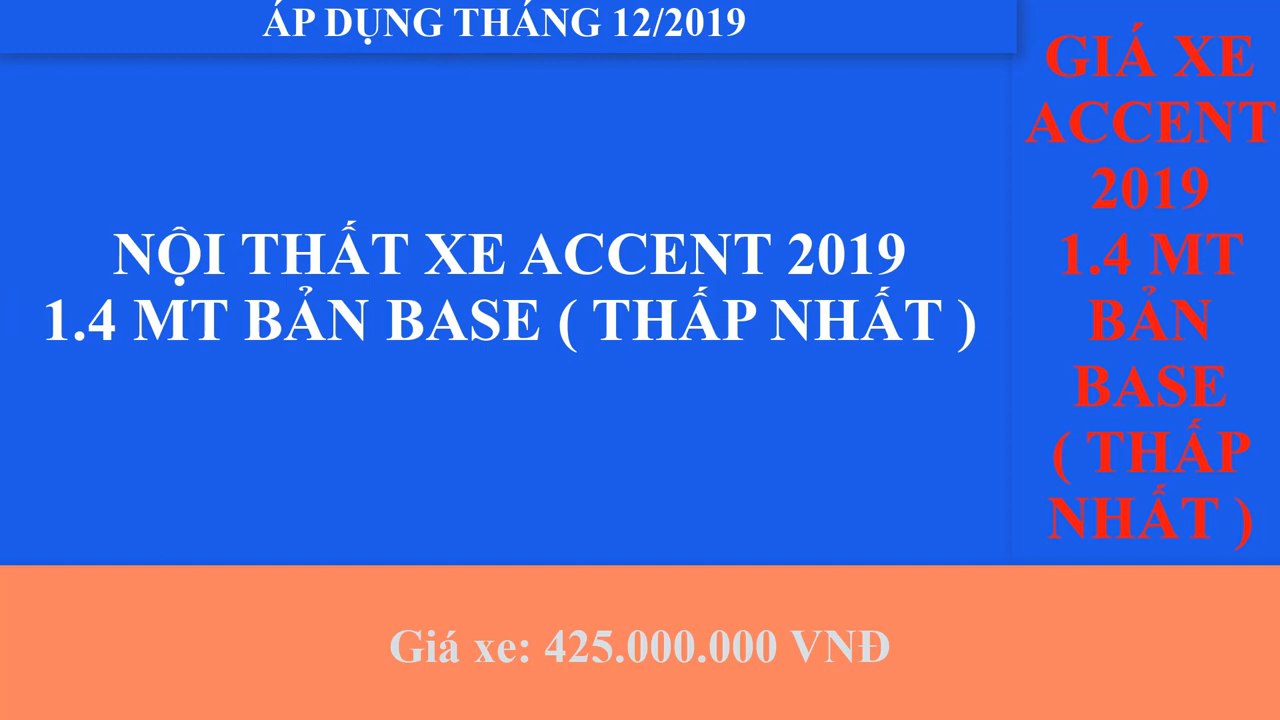 ÁP DỤNG THÁNG 12/2019
NỘI THẤT XE ACCENT 2019
1.4 MT BẢN BASE ( THẤP NHẤT )
GIÁ XE
ACCENT
2019
1.4 MT
BẢN
BASE
( THẤP
NHẤT )
Giá xe: 425.000.000 VNĐ